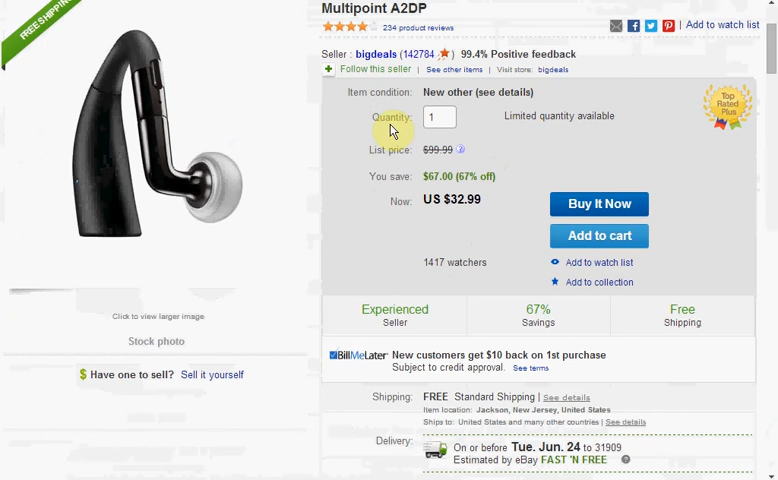 FREE SHIPPING
Multipoint A2DP
234 product reviews
Add to watch list
Seller : bigdeals (142784 ) 99.4% Positive feedback
Follow this seller | See other items | Visit store: bigdeals
Item condition: New other (see details)
Quantity: 1 Limited quantity available
Top Rated Plus
List price: $99.99
You save: $67.00 (67% off)
Now: US $32.99
Buy It Now
Add to cart
1417 watchers
Add to watch list
Add to collection
Experienced Seller
67% Savings
Free Shipping
Click to view larger image
Stock photo
Have one to sell? Sell it yourself
BillMeLater New customers get $10 back on 1st purchase
Subject to credit approval. See terms
Shipping: FREE Standard Shipping | See details
Item location: Jackson, New Jersey, United States
Ships to: United States and many other countries | See details
Delivery: On or before Tue. Jun. 24 to 31909
Estimated by eBay FAST 'N FREE